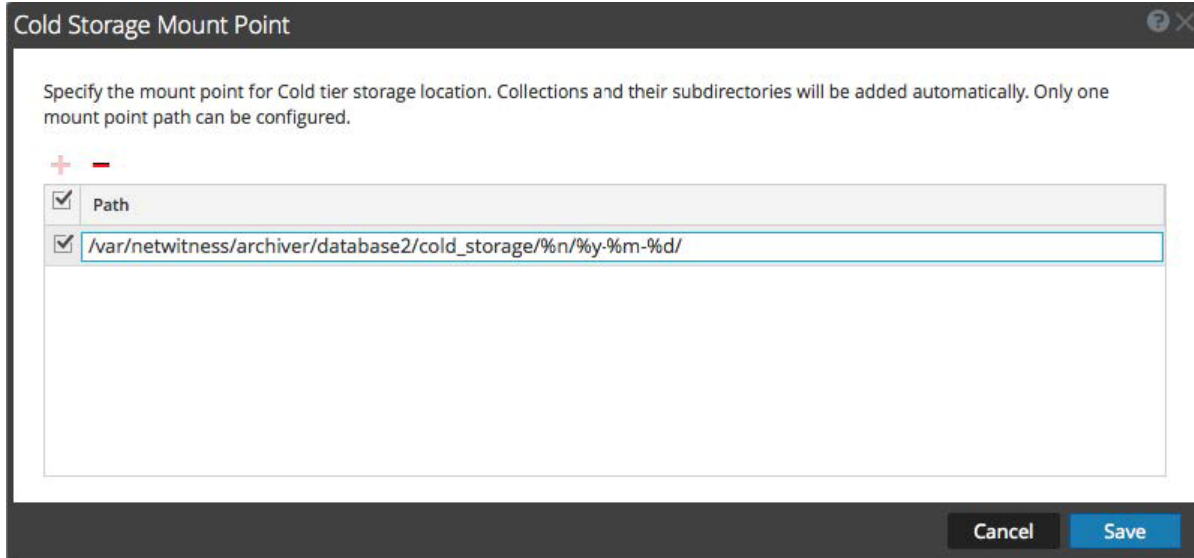 Cold Storage Mount Point
Specify the mount point for Cold tier storage location. Collections and their subdirectories will be added automatically. Only one
mount point path can be configured.
Path
/var/netwitness/archiver/database2/cold_storage/%n/%y-%m-%d/
Cancel Save